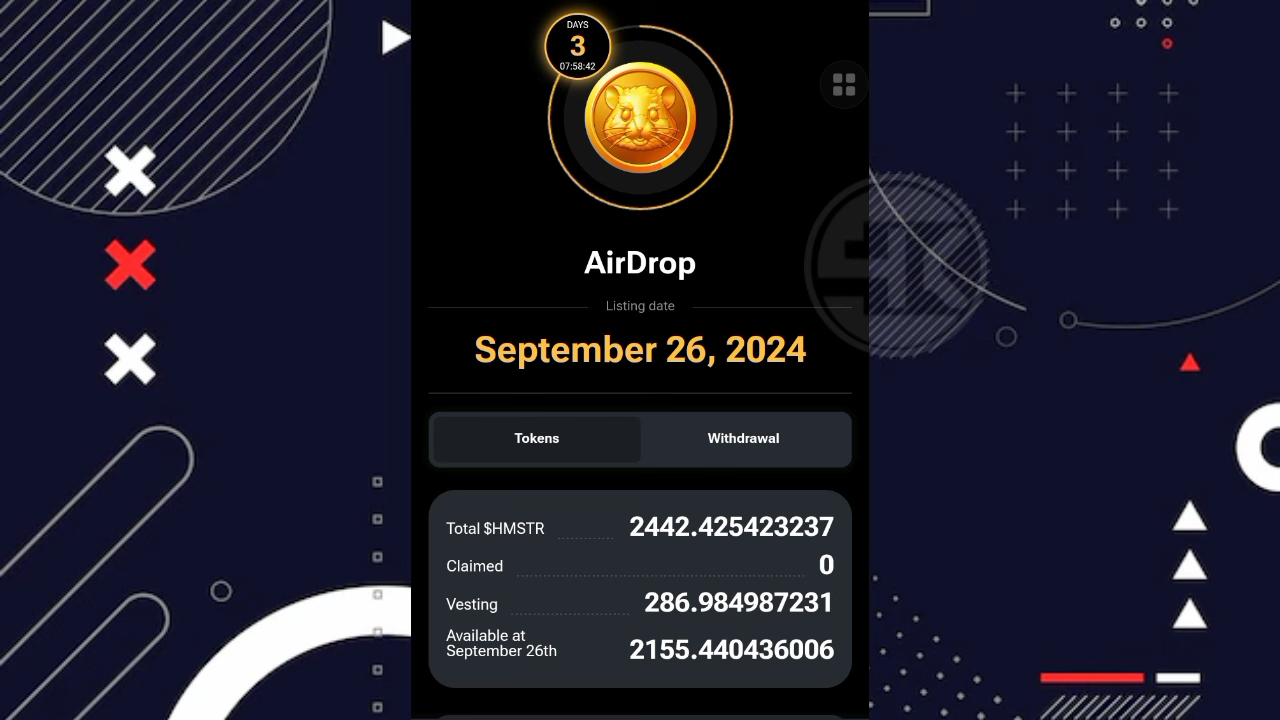 DAYS
3
07:58:42
AirDrop
Listing date
September 26, 2024
Tokens
Withdrawal
Total $HMSTR 2442.425423237
Claimed 0
Vesting 286.984987231
Available at
September 26th 2155.440436006